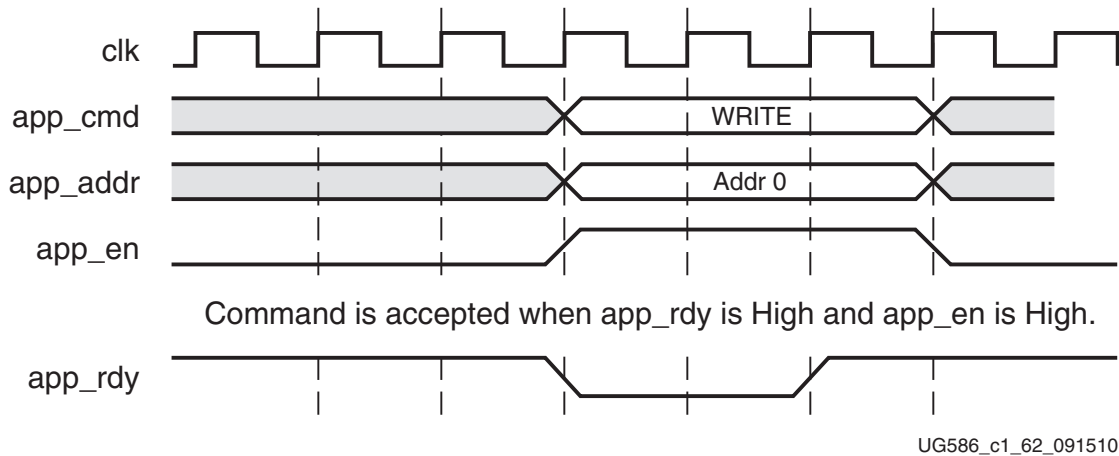 clk
app_cmd
WRITE
app_addr
Addr 0
app_en
Command is accepted when app_rdy is High and app_en is High.
app_rdy
UG586_c1_62_091510